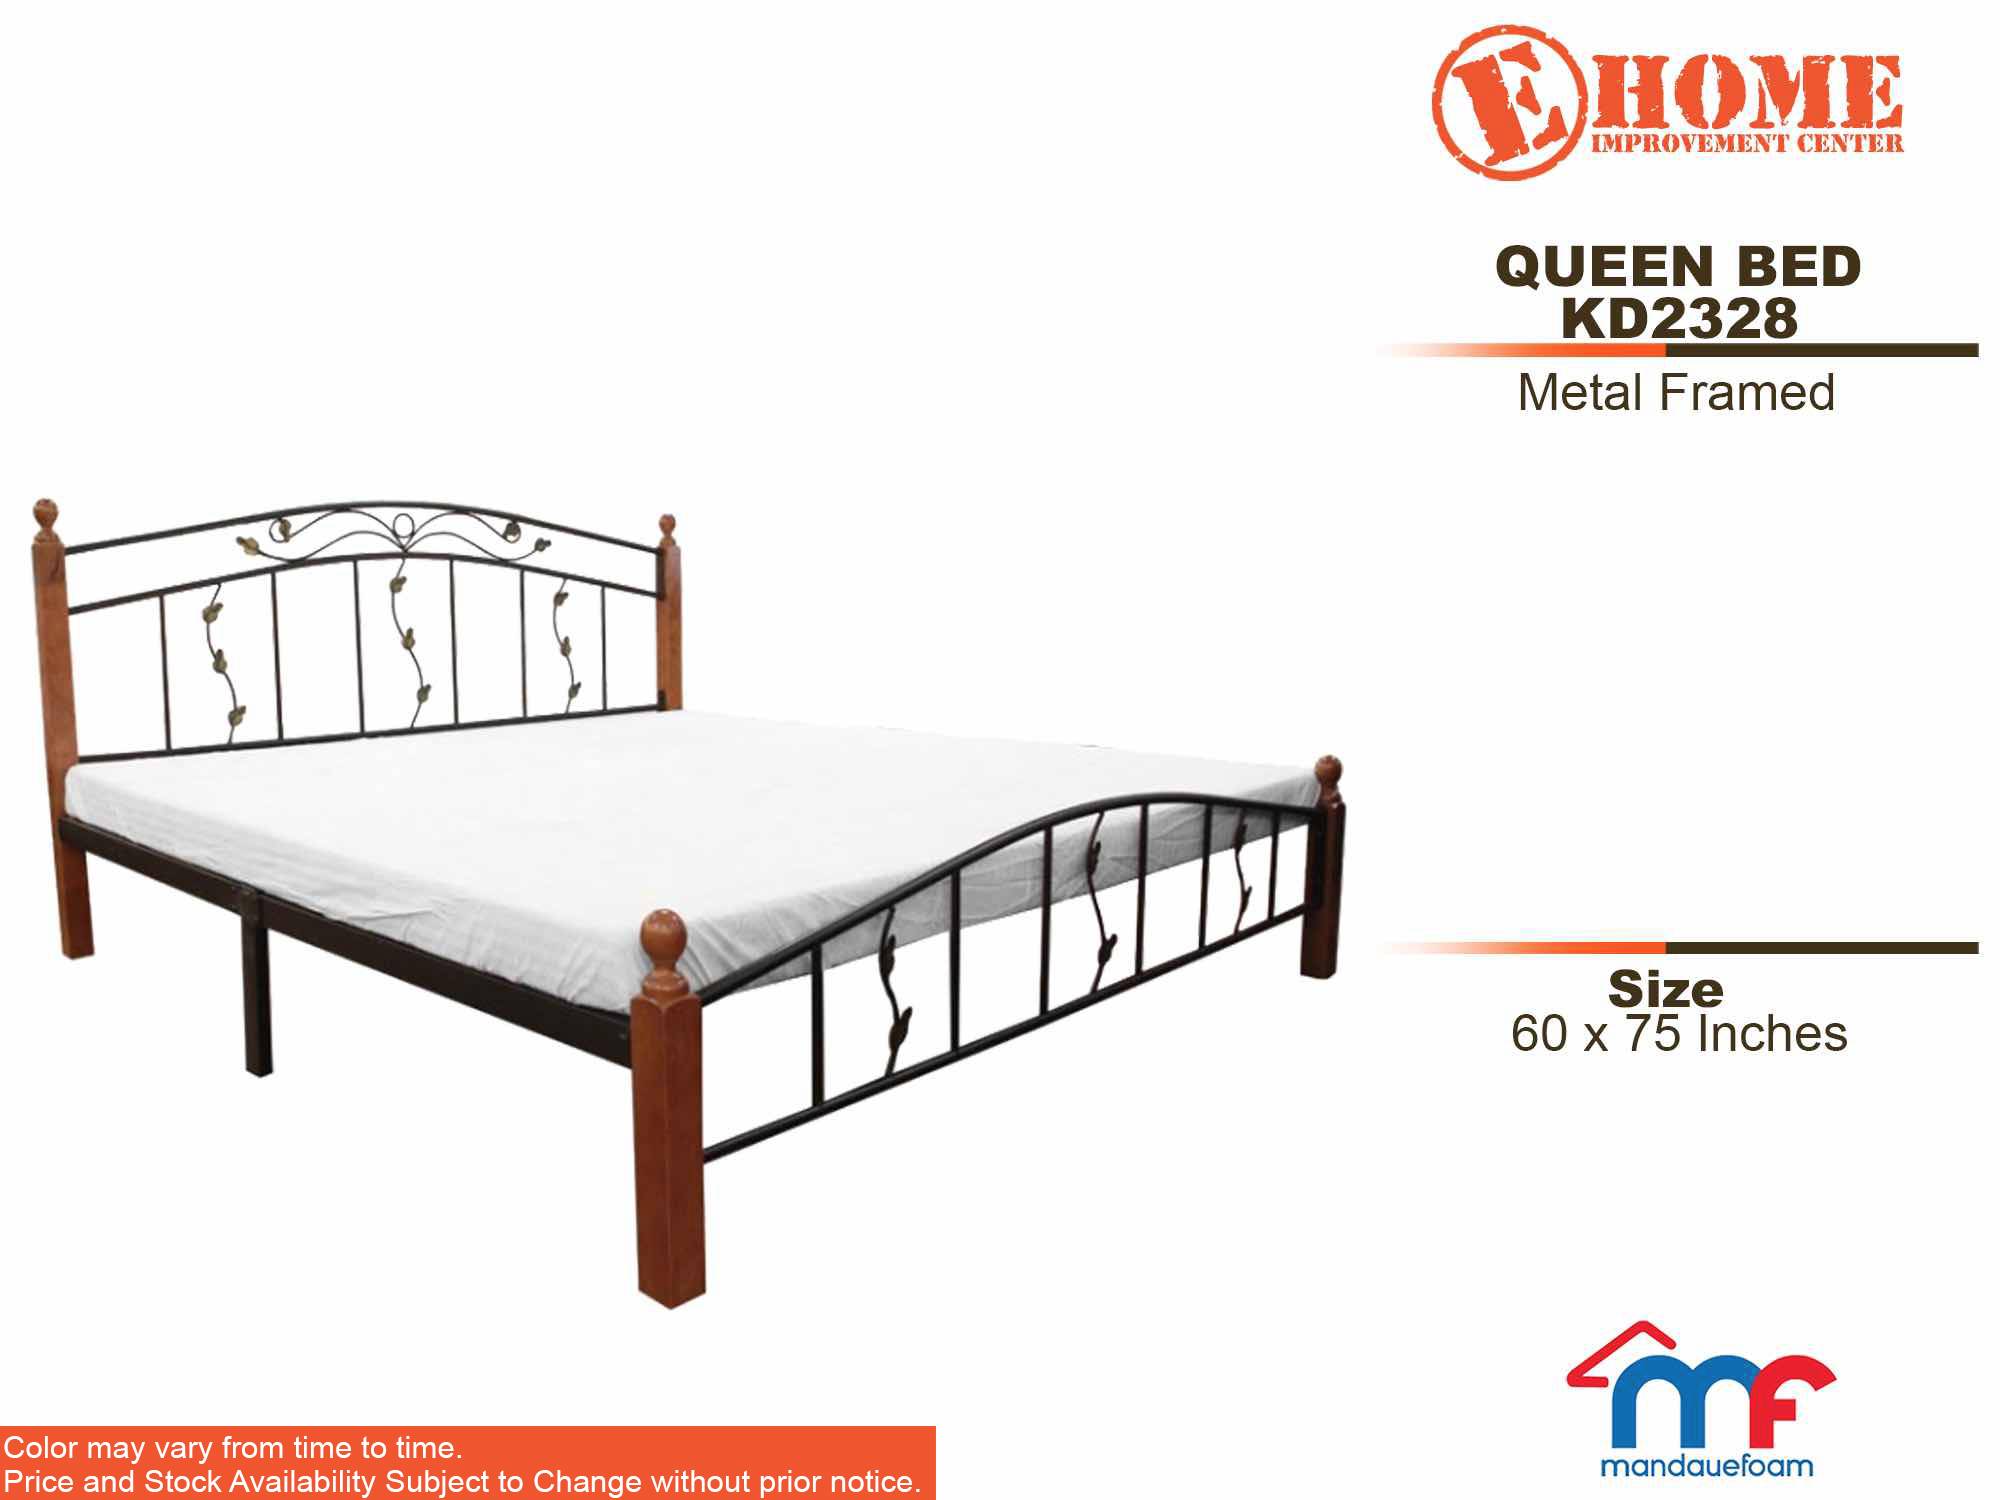 E HOME
IMPROVEMENT CENTER
QUEEN BED
KD2328
Metal Framed
Size
60 x 75 Inches
mf
mandauefoam
Color may vary from time to time.
Price and Stock Availability Subject to Change without prior notice.